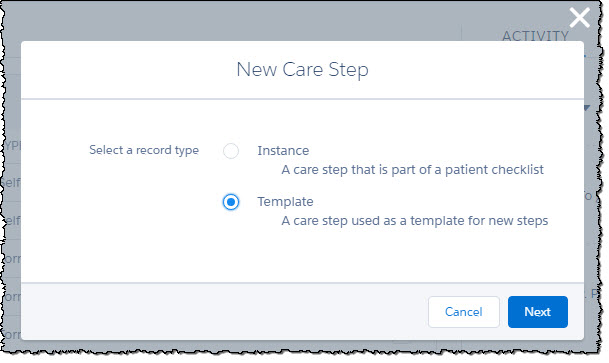 ACTIVITY
New Care Step
Select a record type
Instance
A care step that is part of a patient checklist
Template
A care step used as a template for new steps
Cancel
Next